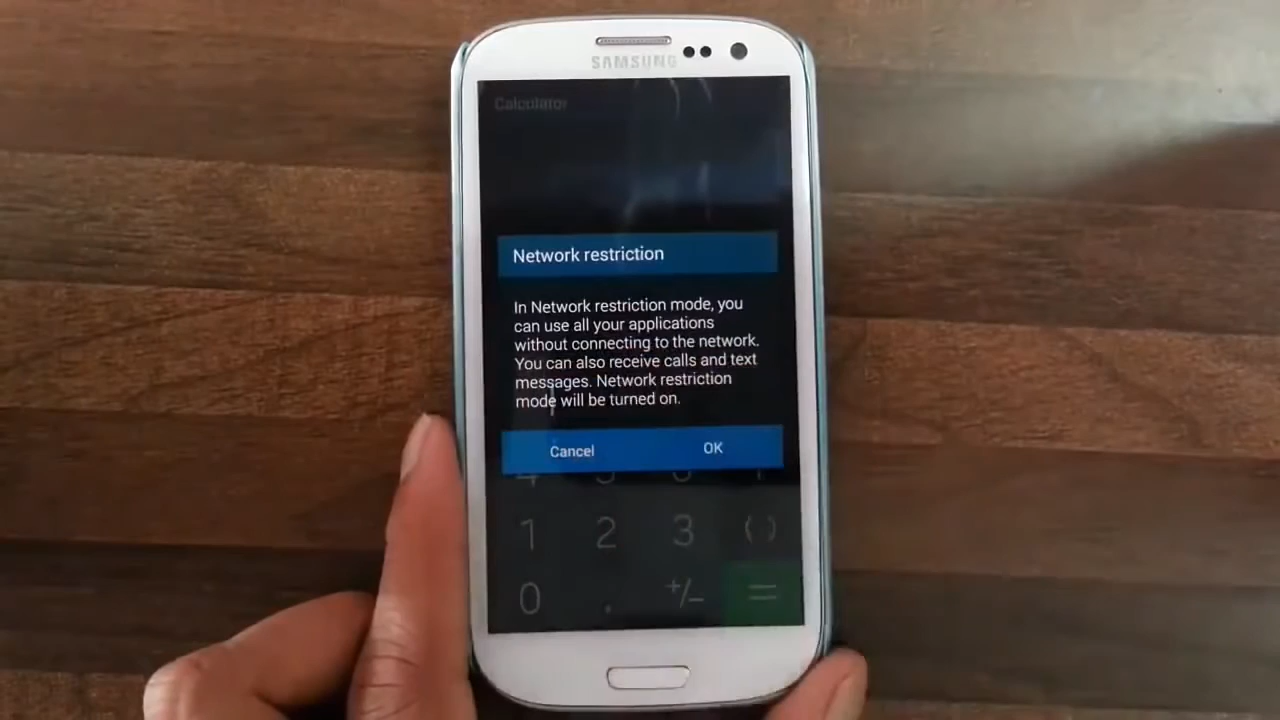 SAMSUNG
Calculator
Network restriction
In Network restriction mode, you
can use all your applications
without connecting to the network.
You can also receive calls and text
messages. Network restriction
mode will be turned on.
Cancel OK
1 2 3 ( )
0 . +/- =